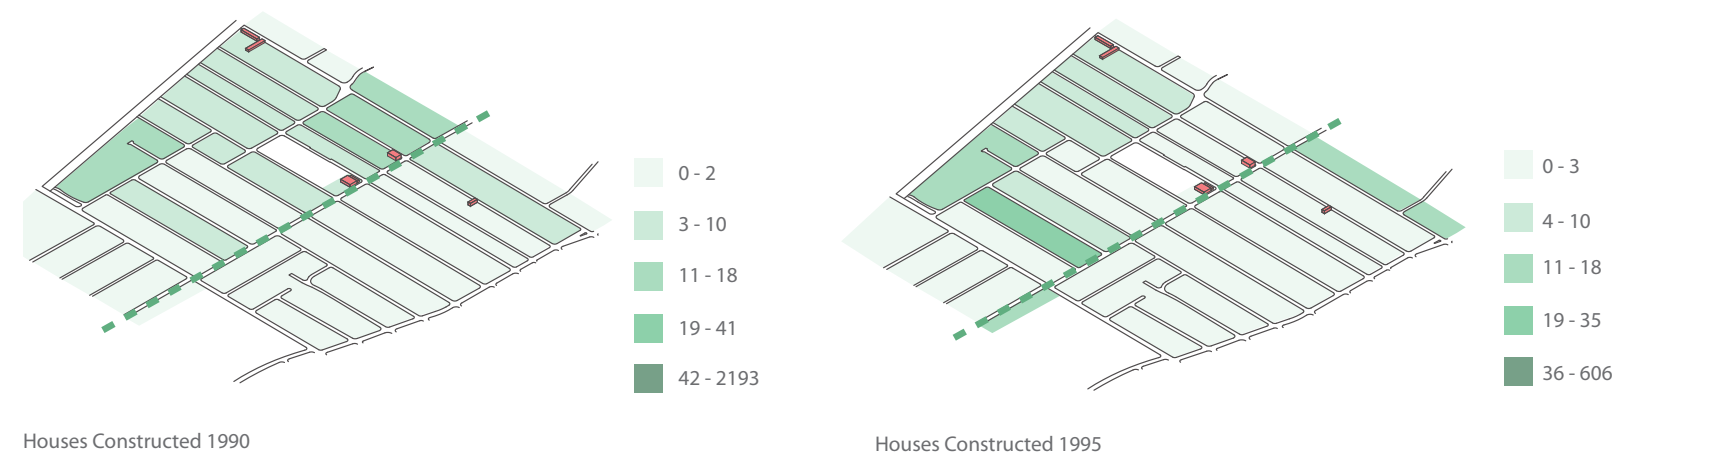 0 - 2
3 - 10
11 - 18
19 - 41
42 - 2193
Houses Constructed 1990
0 - 3
4 - 10
11 - 18
19 - 35
36 - 606
Houses Constructed 1995